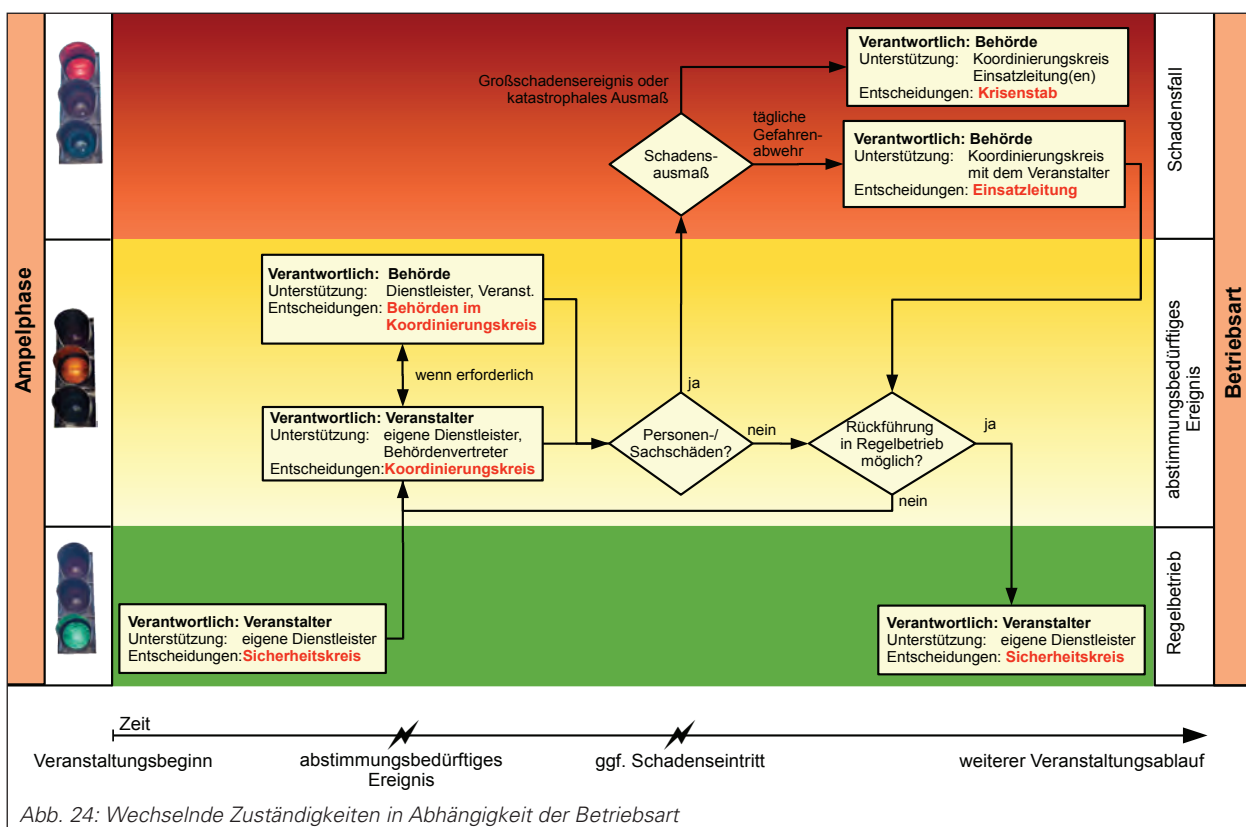 Ampelphase
Großschadensereignis oder
katastrophales Ausmaß
Verantwortlich: Behörde
Unterstützung: Koordinierungskreis
Einsatzleitung(en)
Entscheidungen: Krisenstab
Schadens-
ausmaß
tägliche
Gefahren-
abwehr
Verantwortlich: Behörde
Unterstützung: Koordinierungskreis
mit dem Veranstalter
Entscheidungen: Einsatzleitung
Schadensfall
Verantwortlich: Behörde
Unterstützung: Dienstleister, Veranst.
Entscheidungen: Behörden im
Koordinierungskreis
wenn erforderlich
Verantwortlich: Veranstalter
Unterstützung: eigene Dienstleister,
Behördenvertreter
Entscheidungen: Koordinierungskreis
ja
Personen-/
Sachschäden?
nein
Rückführung
in Regelbetrieb
möglich?
ja
nein
abstimmungsbedürftiges
Ereignis
Betriebsart
Verantwortlich: Veranstalter
Unterstützung: eigene Dienstleister
Entscheidungen: Sicherheitskreis
Verantwortlich: Veranstalter
Unterstützung: eigene Dienstleister
Entscheidungen: Sicherheitskreis
Regelbetrieb
Zeit
Veranstaltungsbeginn
abstimmungsbedürftiges
Ereignis
ggf. Schadenseintritt
weiterer Veranstaltungsablauf
Abb. 24: Wechselnde Zuständigkeiten in Abhängigkeit der Betriebsart